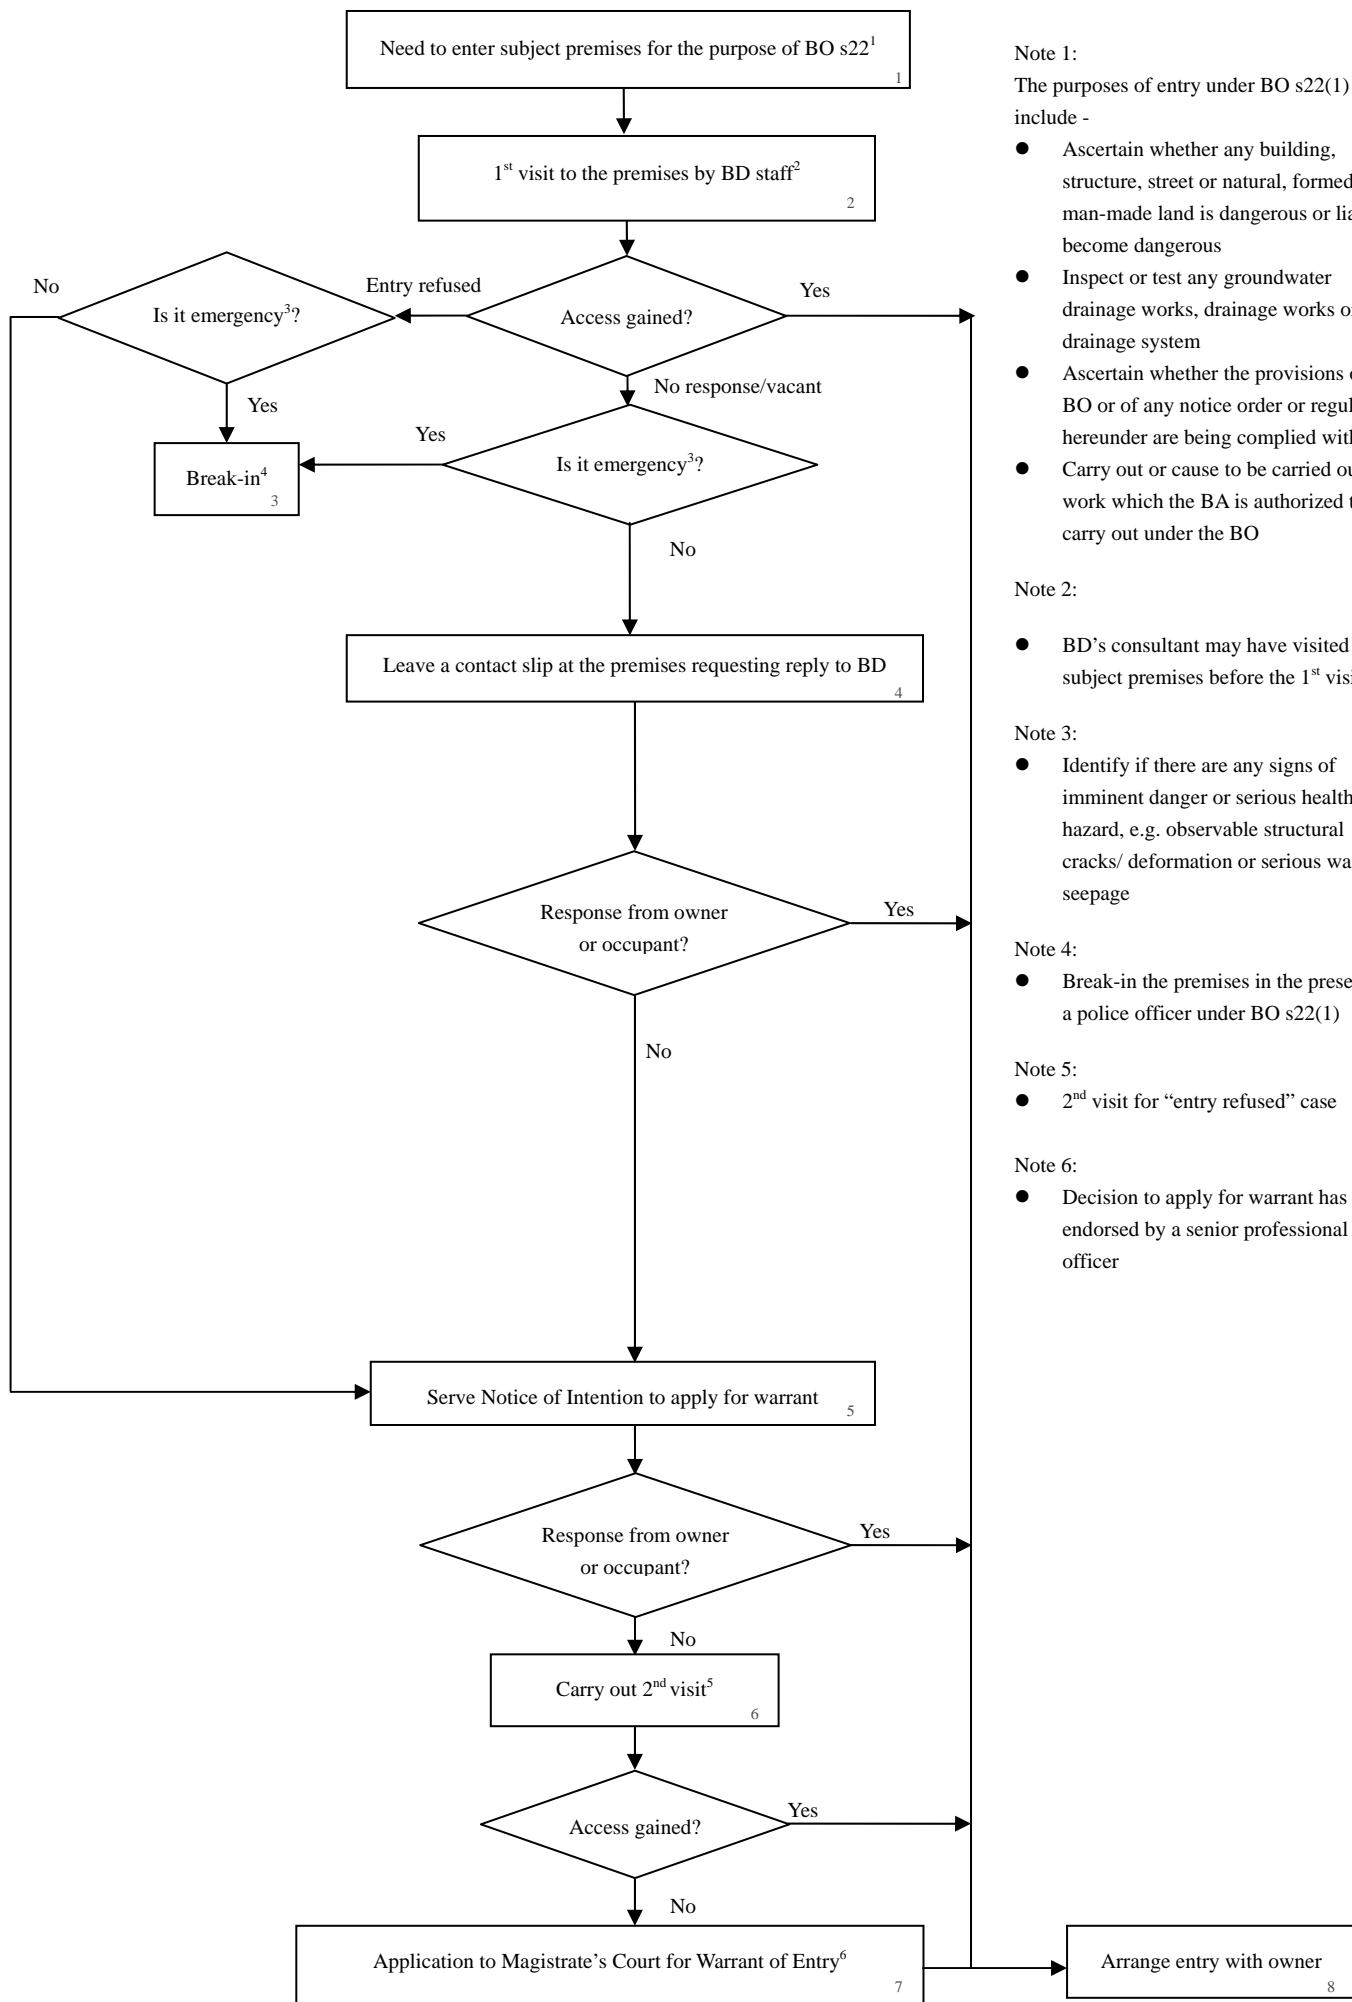 Need to enter subject premises for the purpose of BO s221
1
1st visit to the premises by BD staff2
2
No
Is it emergency3?
Entry refused
Access gained?
Yes
Yes
No response/vacant
Break-in4
3
Yes
Is it emergency3?
No
Leave a contact slip at the premises requesting reply to BD
4
Response from owner
or occupant?
Yes
No
Serve Notice of Intention to apply for warrant
5
Response from owner
or occupant?
Yes
No
Carry out 2nd visit5
6
Access gained?
Yes
No
Application to Magistrate's Court for Warrant of Entry6
7
Arrange entry with owner
8
Note 1:
The purposes of entry under BO s22(1)
include -
● Ascertain whether any building,
structure, street or natural, formed
man-made land is dangerous or
become dangerous
● Inspect or test any groundwater
drainage works, drainage works
drainage system
● Ascertain whether the provisions
BO or of any notice order or
hereunder are being complied
● Carry out or cause to be carried
work which the BA is authorized
carry out under the BO
Note 2:
● BD’s consultant may have visited
subject premises before the 1st
Note 3:
● Identify if there are any signs of
imminent danger or serious health
hazard, e.g. observable structural
cracks/ deformation or serious
seepage
Note 4:
● Break-in the premises in the
a police officer under BO s22(1)
Note 5:
● 2nd visit for “entry refused” case
Note 6:
● Decision to apply for warrant has
endorsed by a senior professional
officer